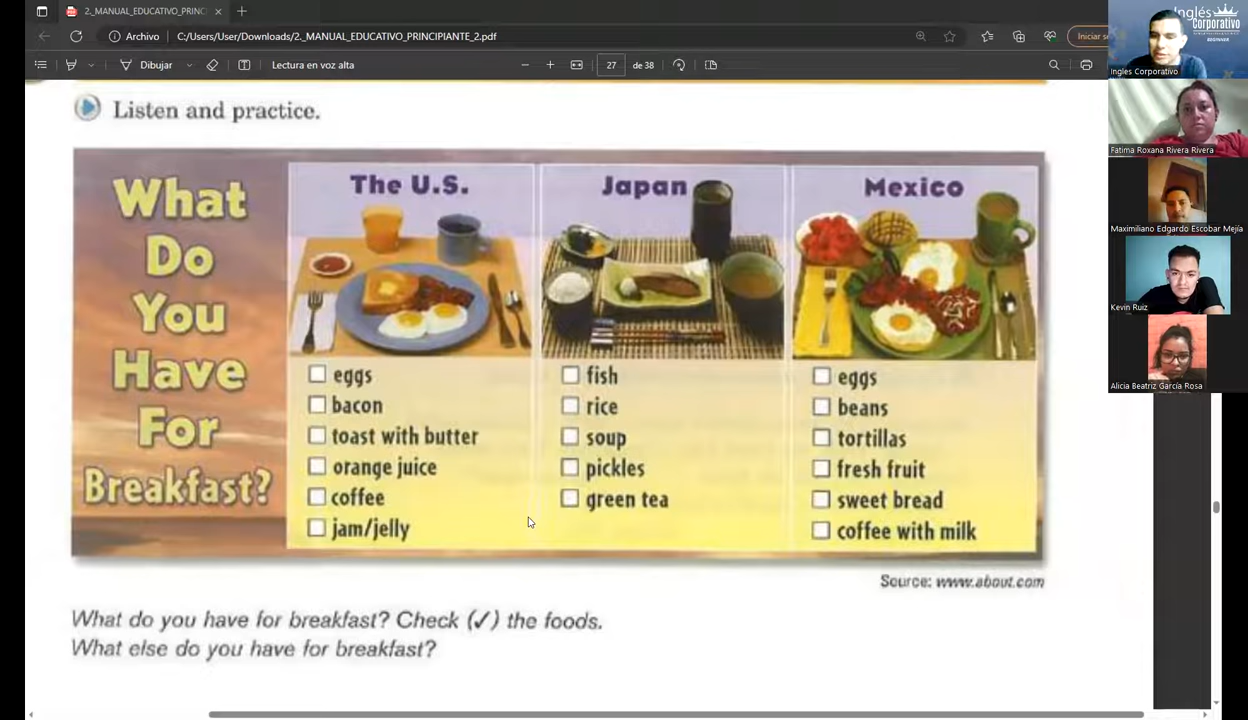 2._MANUAL_EDUCATIVO_PRINCI
Archivo
C:/Users/User/Downloads/2._MANUAL_EDUCATIVO_PRINCIPIANTE_2.pdf
Iniciar se
Dibujar
Lectura en voz alta
27
de 38
Listen and practice.
What
Do
You
Have
For
Breakfast?
The U.S.
eggs
bacon
toast with butter
orange juice
coffee
jam/jelly
Japan
fish
rice
soup
pickles
green tea
Mexico
eggs
beans
tortillas
fresh fruit
sweet bread
coffee with milk
Source: www.about.com
What do you have for breakfast? Check (✓) the foods.
What else do you have for breakfast?
Inglés
Corporativo
BEGINNER
Ingles Corporativo
Fatima Roxana Rivera Rivera
Maximiliano Edgardo Escobar Mejía
Kevin Ruiz
Alicia Beatriz García Rosa